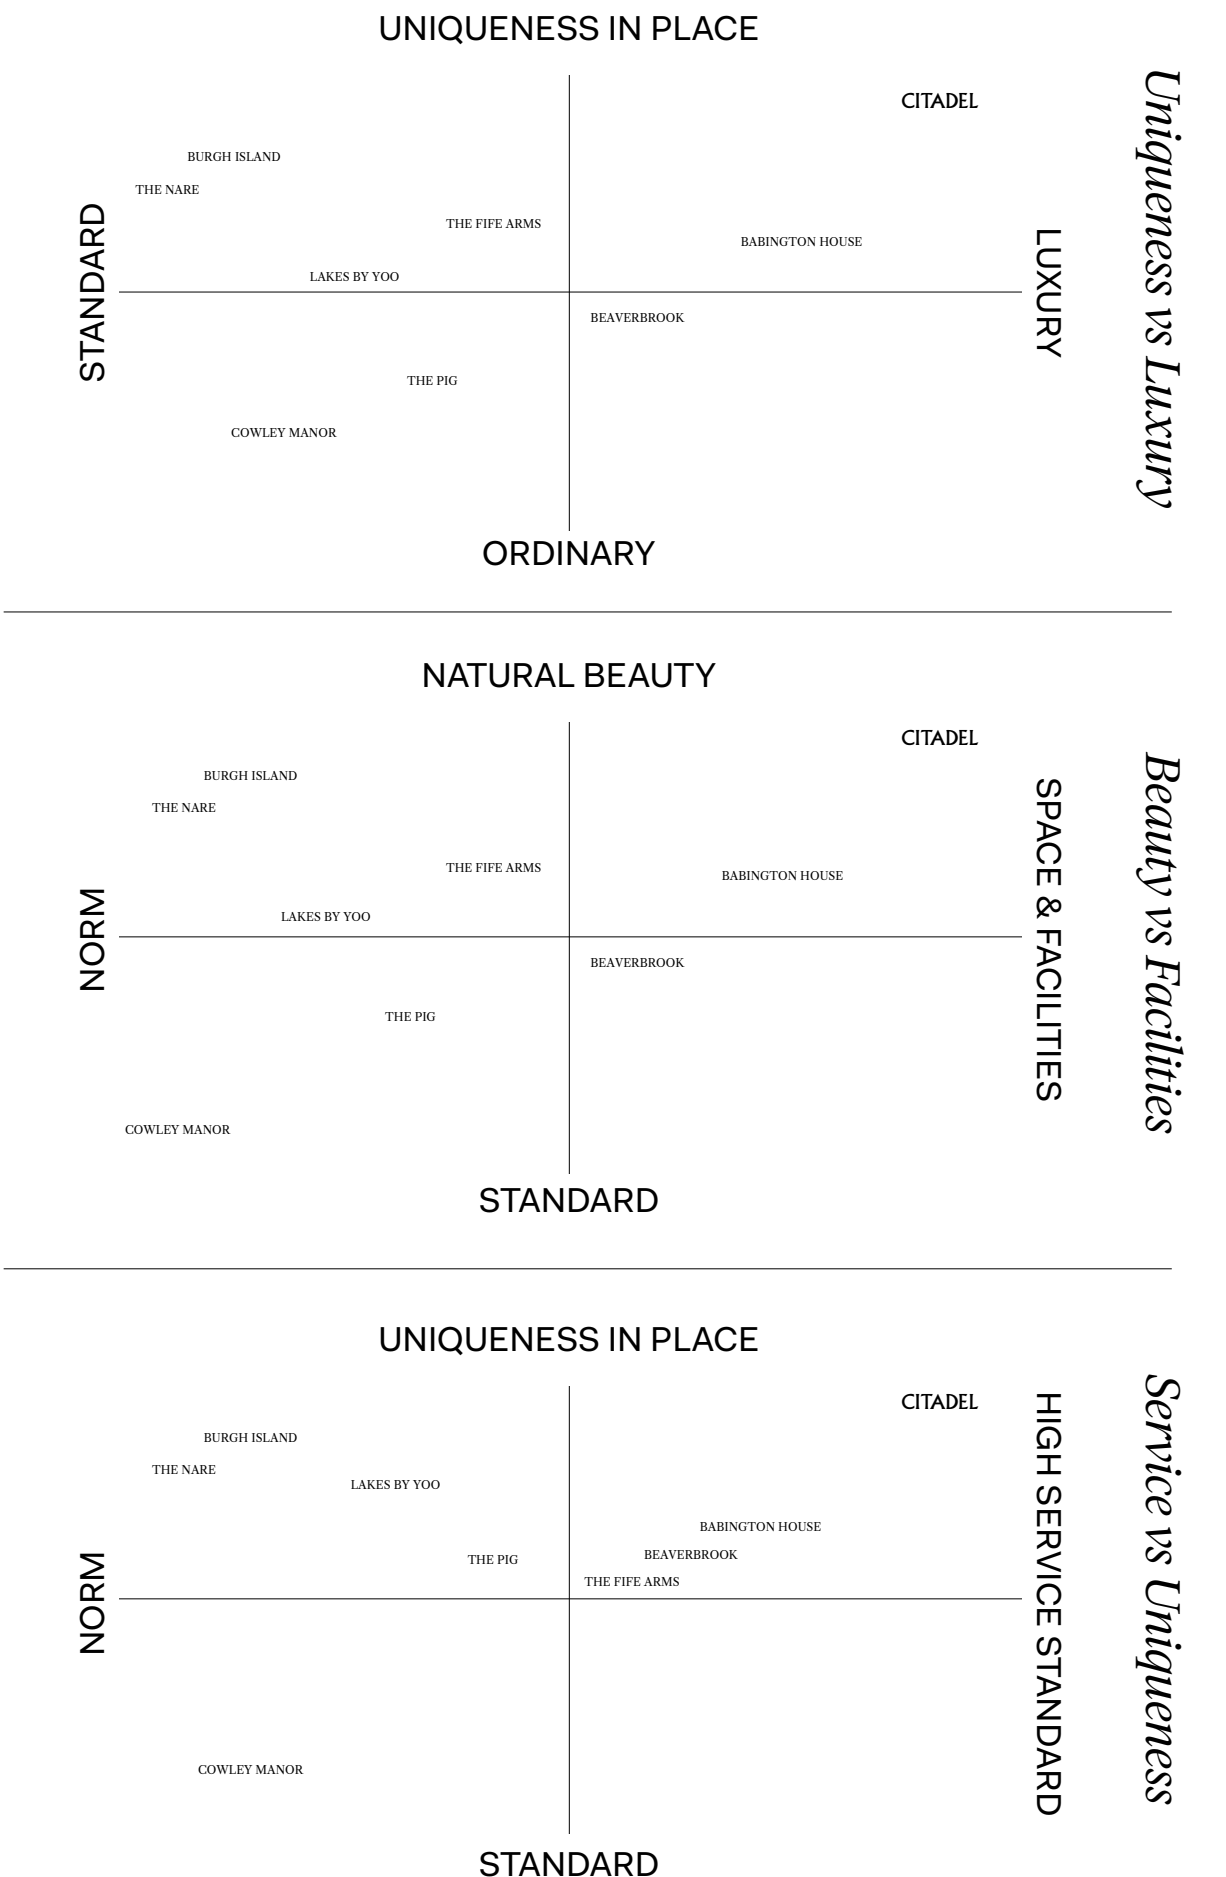 UNIQUENESS IN PLACE
CITADEL
BURGH ISLAND
THE NARE
THE FIFE ARMS
BABINGTON HOUSE
LAKES BY YOO
STANDARD
LUXURY
BEAVERBROOK
THE PIG
COWLEY MANOR
ORDINARY
Uniqueness vs Luxury
NATURAL BEAUTY
CITADEL
BURGH ISLAND
THE NARE
THE FIFE ARMS
BABINGTON HOUSE
LAKES BY YOO
NORM
SPACE & FACILITIES
BEAVERBROOK
THE PIG
COWLEY MANOR
STANDARD
Beauty vs Facilities
UNIQUENESS IN PLACE
CITADEL
BURGH ISLAND
THE NARE
LAKES BY YOO
BABINGTON HOUSE
BEAVERBROOK
THE PIG
THE FIFE ARMS
NORM
HIGH SERVICE STANDARD
COWLEY MANOR
STANDARD
Service vs Uniqueness